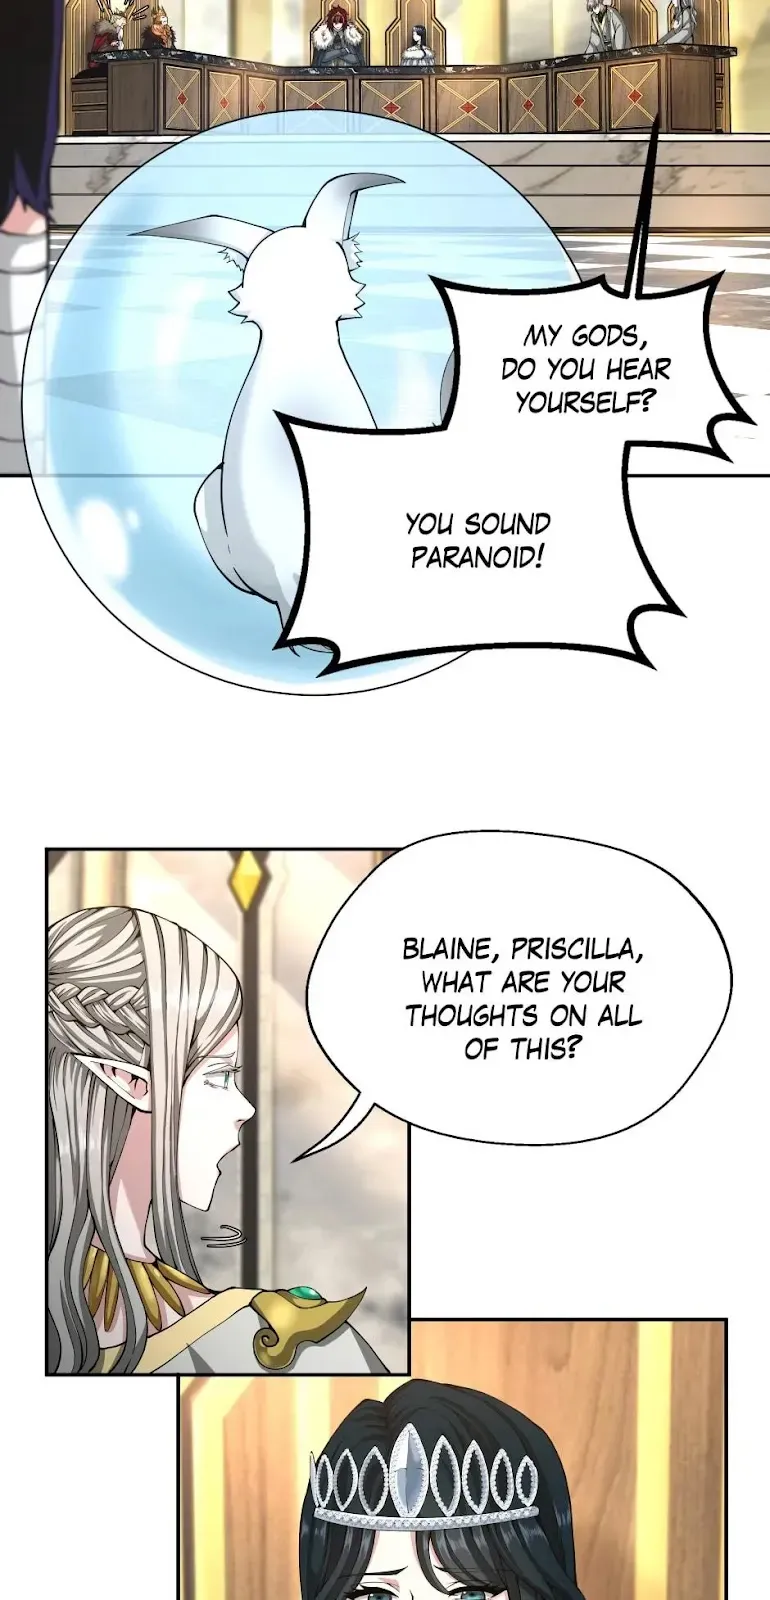 MY GODS,
DO YOU HEAR
YOURSELF?
YOU SOUND
PARANOID!
BLAINE, PRISCILLA,
WHAT ARE YOUR
THOUGHTS ON ALL
OF THIS?